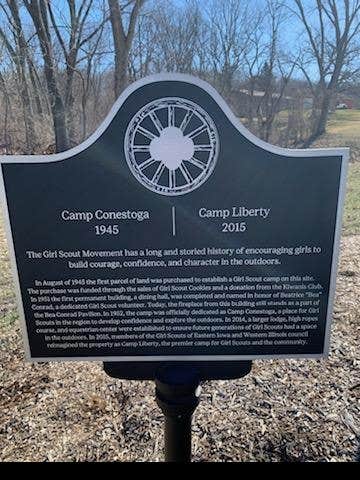 Camp Conestoga
1945
Camp Liberty
2015
The Girl Scout Movement has a long and storied history of encouraging girls to
build courage, confidence, and character in the outdoors.
In August of 1945 the first parcel of land was purchased to establish a Girl Scout camp on this site.
The purchase was funded through the sales of Girl Scout Cookies and a donation from the Kiwanis Club.
In 1951 the first permanent building, a dining hall, was completed and named in honor of Beatrice "Bea"
Conrad, a dedicated Girl Scout volunteer. Today, the fireplace from this building still stands as a part of
the Bea Conrad Pavilion. In 1952, the camp was officially dedicated as Camp Conestoga, a place for Girl
Scouts in the region to develop confidence and explore the outdoors. In 2014, a larger lodge, high ropes
course, and equestrian center were established to ensure future generations of Girl Scouts had a space
in the outdoors. In 2015, members of the Girl Scouts of Eastern Iowa and Western Illinois council
reimagined the property as Camp Liberty, the premier camp for Girl Scouts and the community.